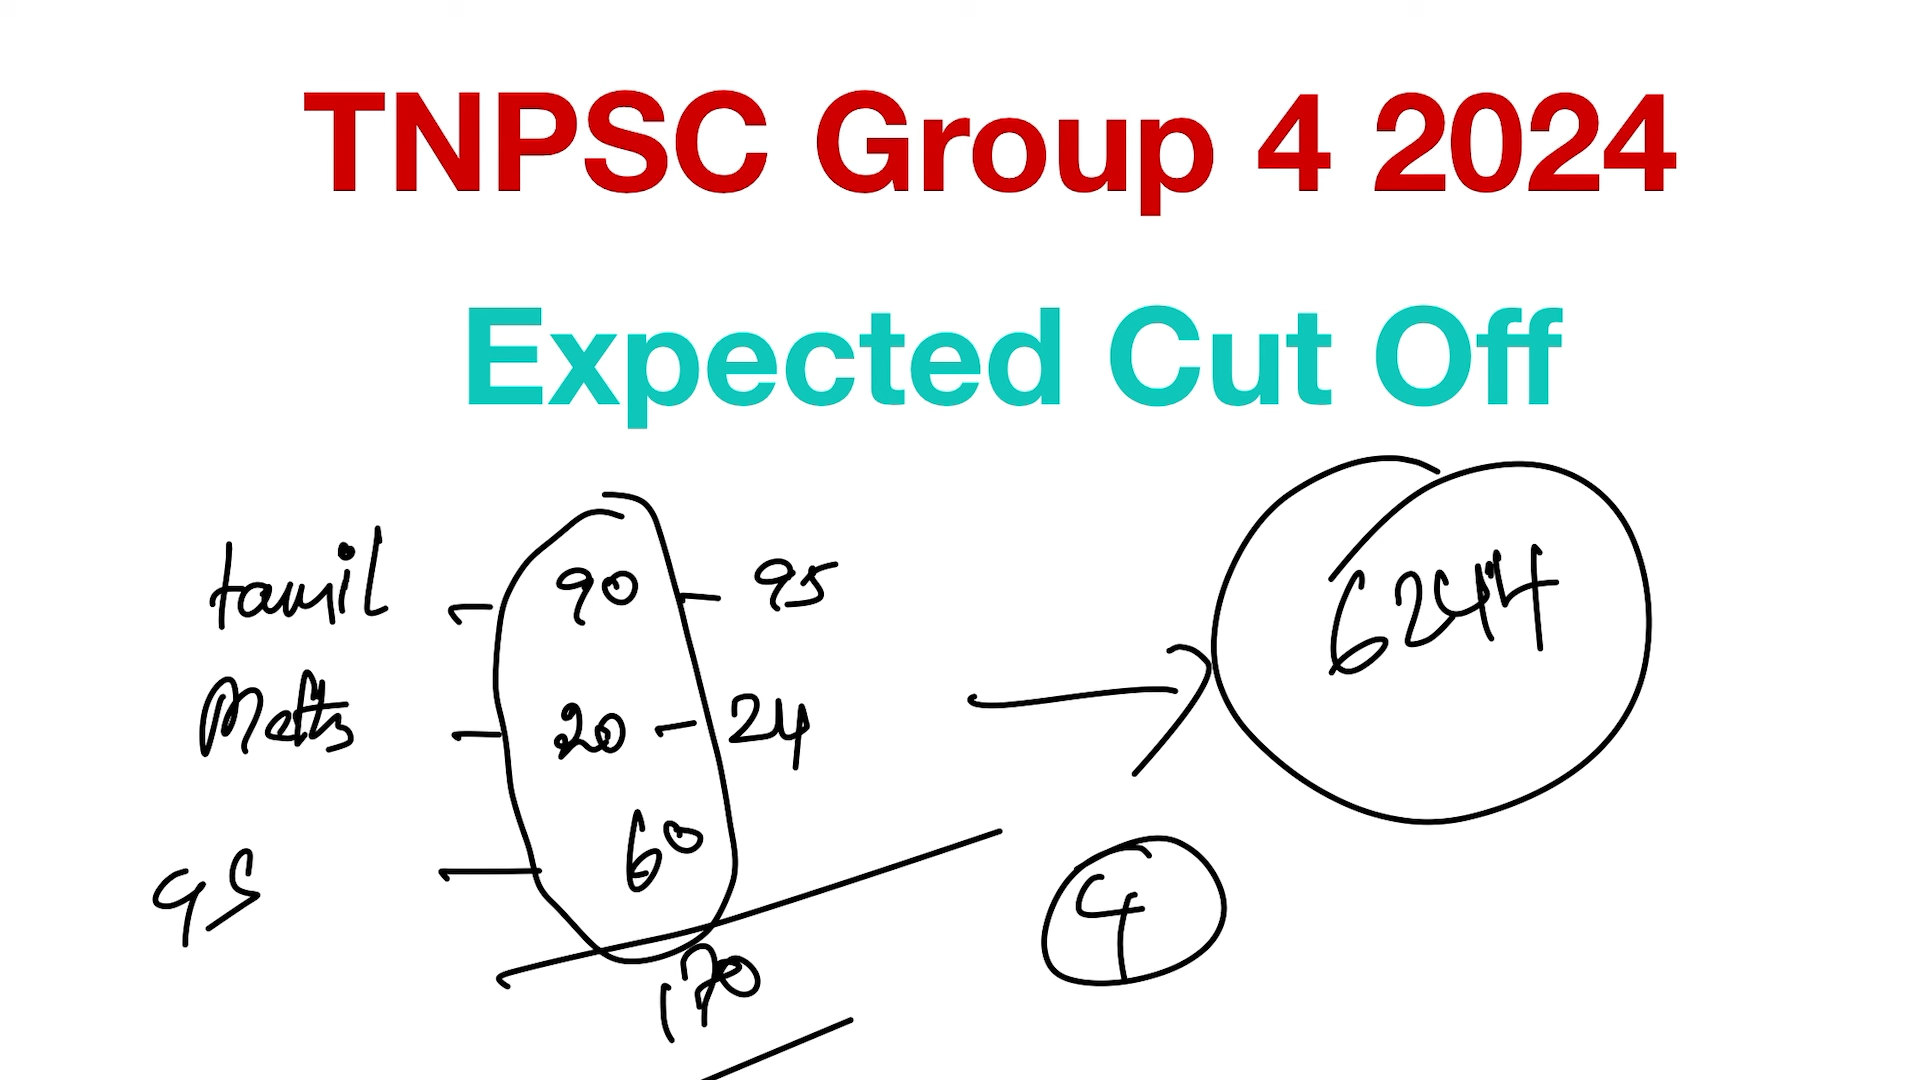 TNPSC Group 4 2024
Expected Cut Off
tamil - 90 - 95
Maths - 20 - 24
GS - 60
170
6244
4